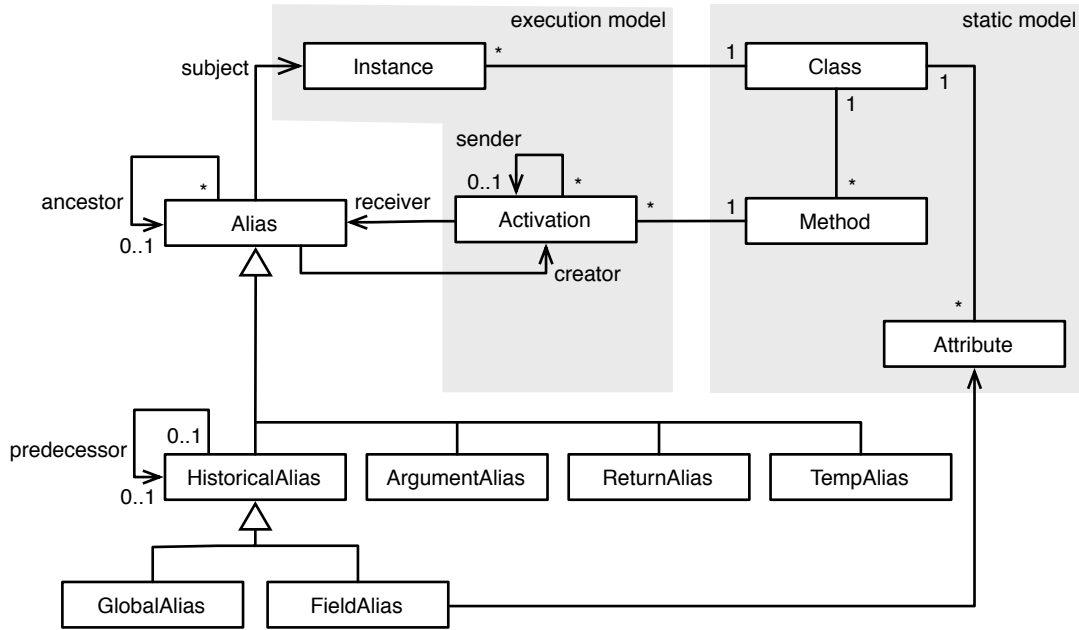 execution model
static model
subject
Instance
*
1
Class
1
1
sender
ancestor
*
0..1
*
*
0..1
Alias
receiver
Activation
*
1
Method
creator
*
Attribute
predecessor
0..1
0..1
HistoricalAlias
ArgumentAlias
ReturnAlias
TempAlias
GlobalAlias
FieldAlias